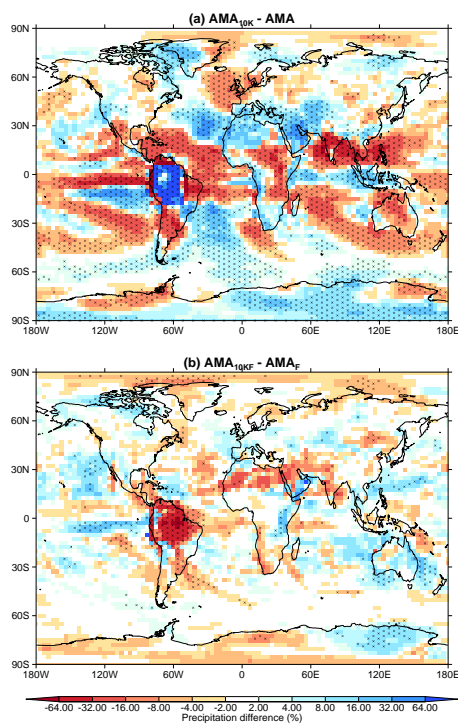 (a) AMA10K - AMA
90N
60N
30N
0
30S
60S
90S
180W 120W 60W 0 60E 120E 180E
(b) AMA10KF - AMAF
90N
60N
30N
0
30S
60S
90S
180W 120W 60W 0 60E 120E 180E
-64.00 -32.00 -16.00 -8.00 -4.00 -2.00 2.00 4.00 8.00 16.00 32.00 64.00
Precipitation difference (%)